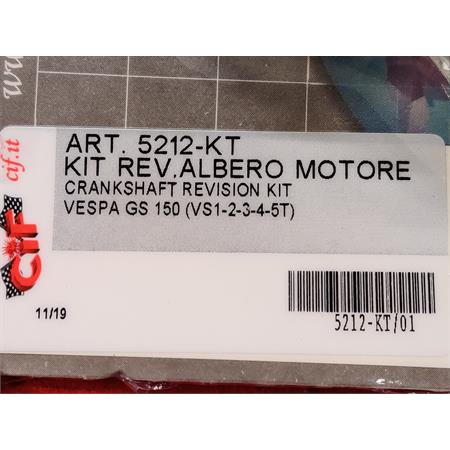 ART. 5212-KT
KIT REV.ALBERO MOTORE
CRANKSHAFT REVISION KIT
VESPA GS 150 (VS1-2-3-4-5T)
cif.it
CIF
11/19
5212-KT/01